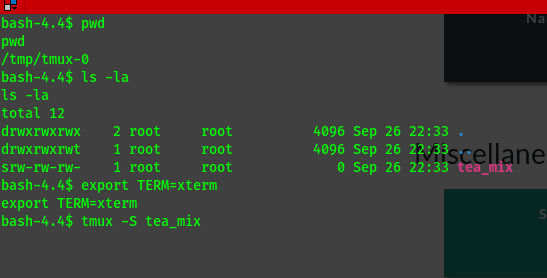 Na
bash-4.4$ pwd
pwd
/tmp/tmux-0
bash-4.4$ ls -la
ls -la
total 12
drwxrwxrwx    2 root     root          4096 Sep 26 22:33 .
drwxrwxrwt    1 root     root          4096 Sep 26 22:33 ..
srw-rw-rw-    1 root     root             0 Sep 26 22:33 tea_mix
Miscellane
bash-4.4$ export TERM=xterm
export TERM=xterm
bash-4.4$ tmux -S tea_mix
S